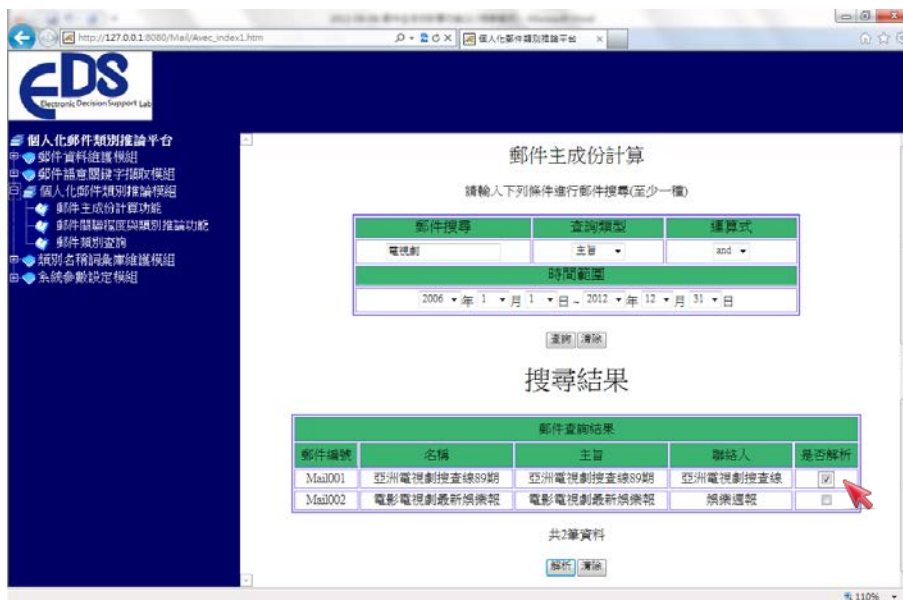 http://127.0.0.1:8080/Mail/Avec_index1.htm
個人化郵件類別推論平台
EDS
Electronic Decision Support Lab
個人化郵件類別推論平台
郵件資料維護模組
郵件語意關鍵字擷取模組
個人化郵件類別推論模組
郵件主成份計算功能
郵件關聯程度與類別推論功能
郵件類別查詢
類別名稱詞彙庫維護模組
系統參數設定模組
郵件主成份計算
請輸入下列條件進行郵件搜尋(至少一種)
郵件搜尋 查詢類型 運算式
電視劇 主旨 and
時間範圍
2006 年 1 月 1 日 ~ 2012 年 12 月 31 日
查詢 清除
搜尋結果
郵件查詢結果
郵件編號 名稱 主旨 聯絡人 是否解析
Mail001 亞洲電視劇搜查線89期 亞洲電視劇搜查線89期 亞洲電視劇搜查線
Mail002 電影電視劇最新娛樂報 電影電視劇最新娛樂報 娛樂週報
共2筆資料
解析 清除
110%